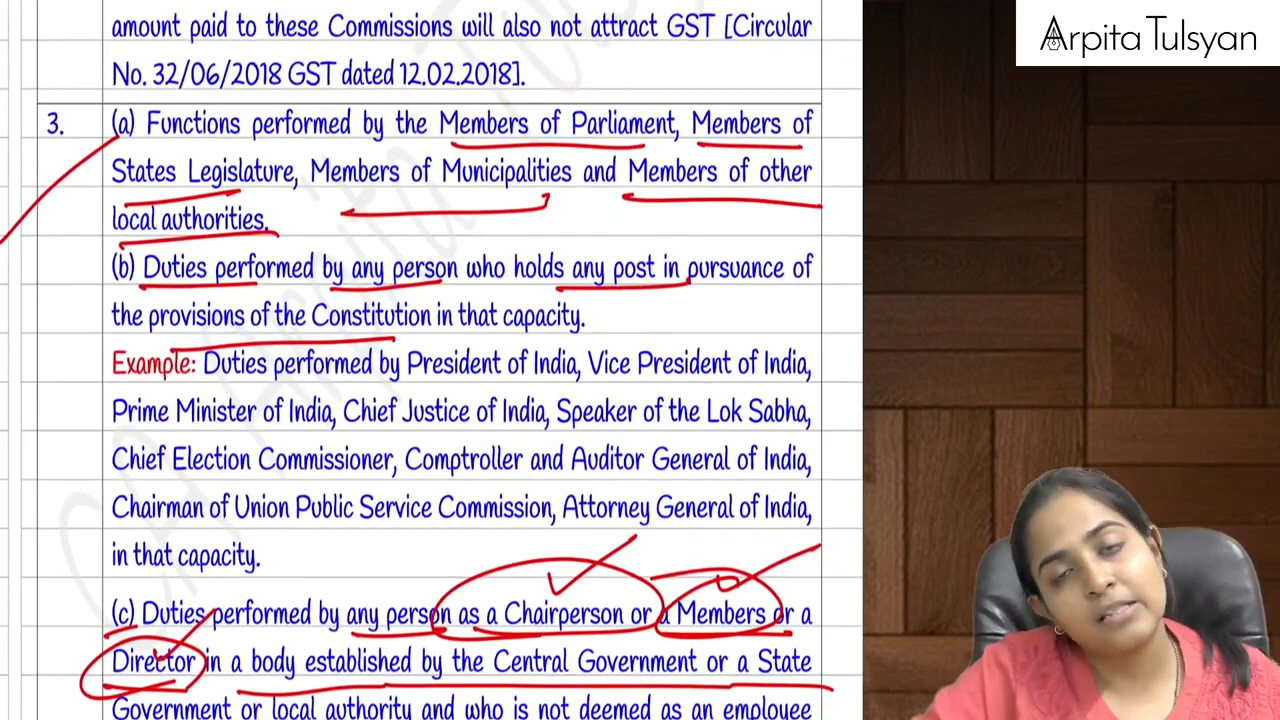 Arpita Tulsyan
amount paid to these Commissions will also not attract GST [Circular
No. 32/06/2018 GST dated 12.02.2018].
3. (a) Functions performed by the Members of Parliament, Members of
States Legislature, Members of Municipalities and Members of other
local authorities.
(b) Duties performed by any person who holds any post in pursuance of
the provisions of the Constitution in that capacity.
Example: Duties performed by President of India, Vice President of India,
Prime Minister of India, Chief Justice of India, Speaker of the Lok Sabha,
Chief Election Commissioner, Comptroller and Auditor General of India,
Chairman of Union Public Service Commission, Attorney General of India,
in that capacity.
(c) Duties performed by any person as a Chairperson or a Members or a
Director in a body established by the Central Government or a State
Government or local authority and who is not deemed as an employee
CA Arpita Tulsyan